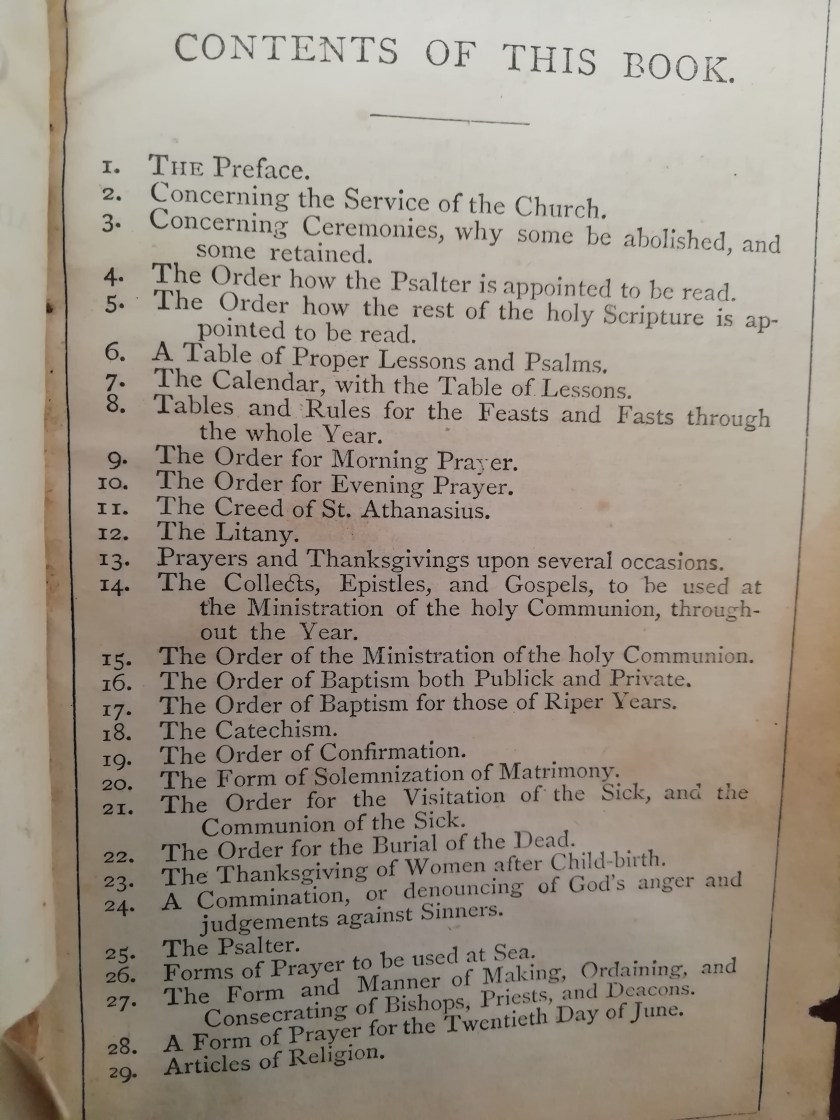 CONTENTS OF THIS BOOK.
1. THE Preface.
2. Concerning the Service of the Church.
3. Concerning Ceremonies, why some be abolished, and
some retained.
4. The Order how the Psalter is appointed to be read.
5. The Order how the rest of the holy Scripture is ap-
pointed to be read.
6. A Table of Proper Lessons and Psalms.
7. The Calendar, with the Table of Lessons.
8. Tables and Rules for the Feasts and Fasts through
the whole Year.
9. The Order for Morning Prayer.
10. The Order for Evening Prayer.
11. The Creed of St. Athanasius.
12. The Litany.
13. Prayers and Thanksgivings upon several occasions.
14. The Collects, Epistles, and Gospels, to be used at
the Ministration of the holy Communion, through-
out the Year.
15. The Order of the Ministration of the holy Communion.
16. The Order of Baptism both Publick and Private.
17. The Order of Baptism for those of Riper Years.
18. The Catechism.
19. The Order of Confirmation.
20. The Form of Solemnization of Matrimony.
21. The Order for the Visitation of the Sick, and the
Communion of the Sick.
22. The Order for the Burial of the Dead.
23. The Thanksgiving of Women after Child-birth.
24. A Commination, or denouncing of God's anger and
judgements against Sinners.
25. The Psalter.
26. Forms of Prayer to be used at Sea.
27. The Form and Manner of Making, Ordaining, and
Consecrating of Bishops, Priests, and Deacons.
28. A Form of Prayer for the Twentieth Day of June.
29. Articles of Religion.